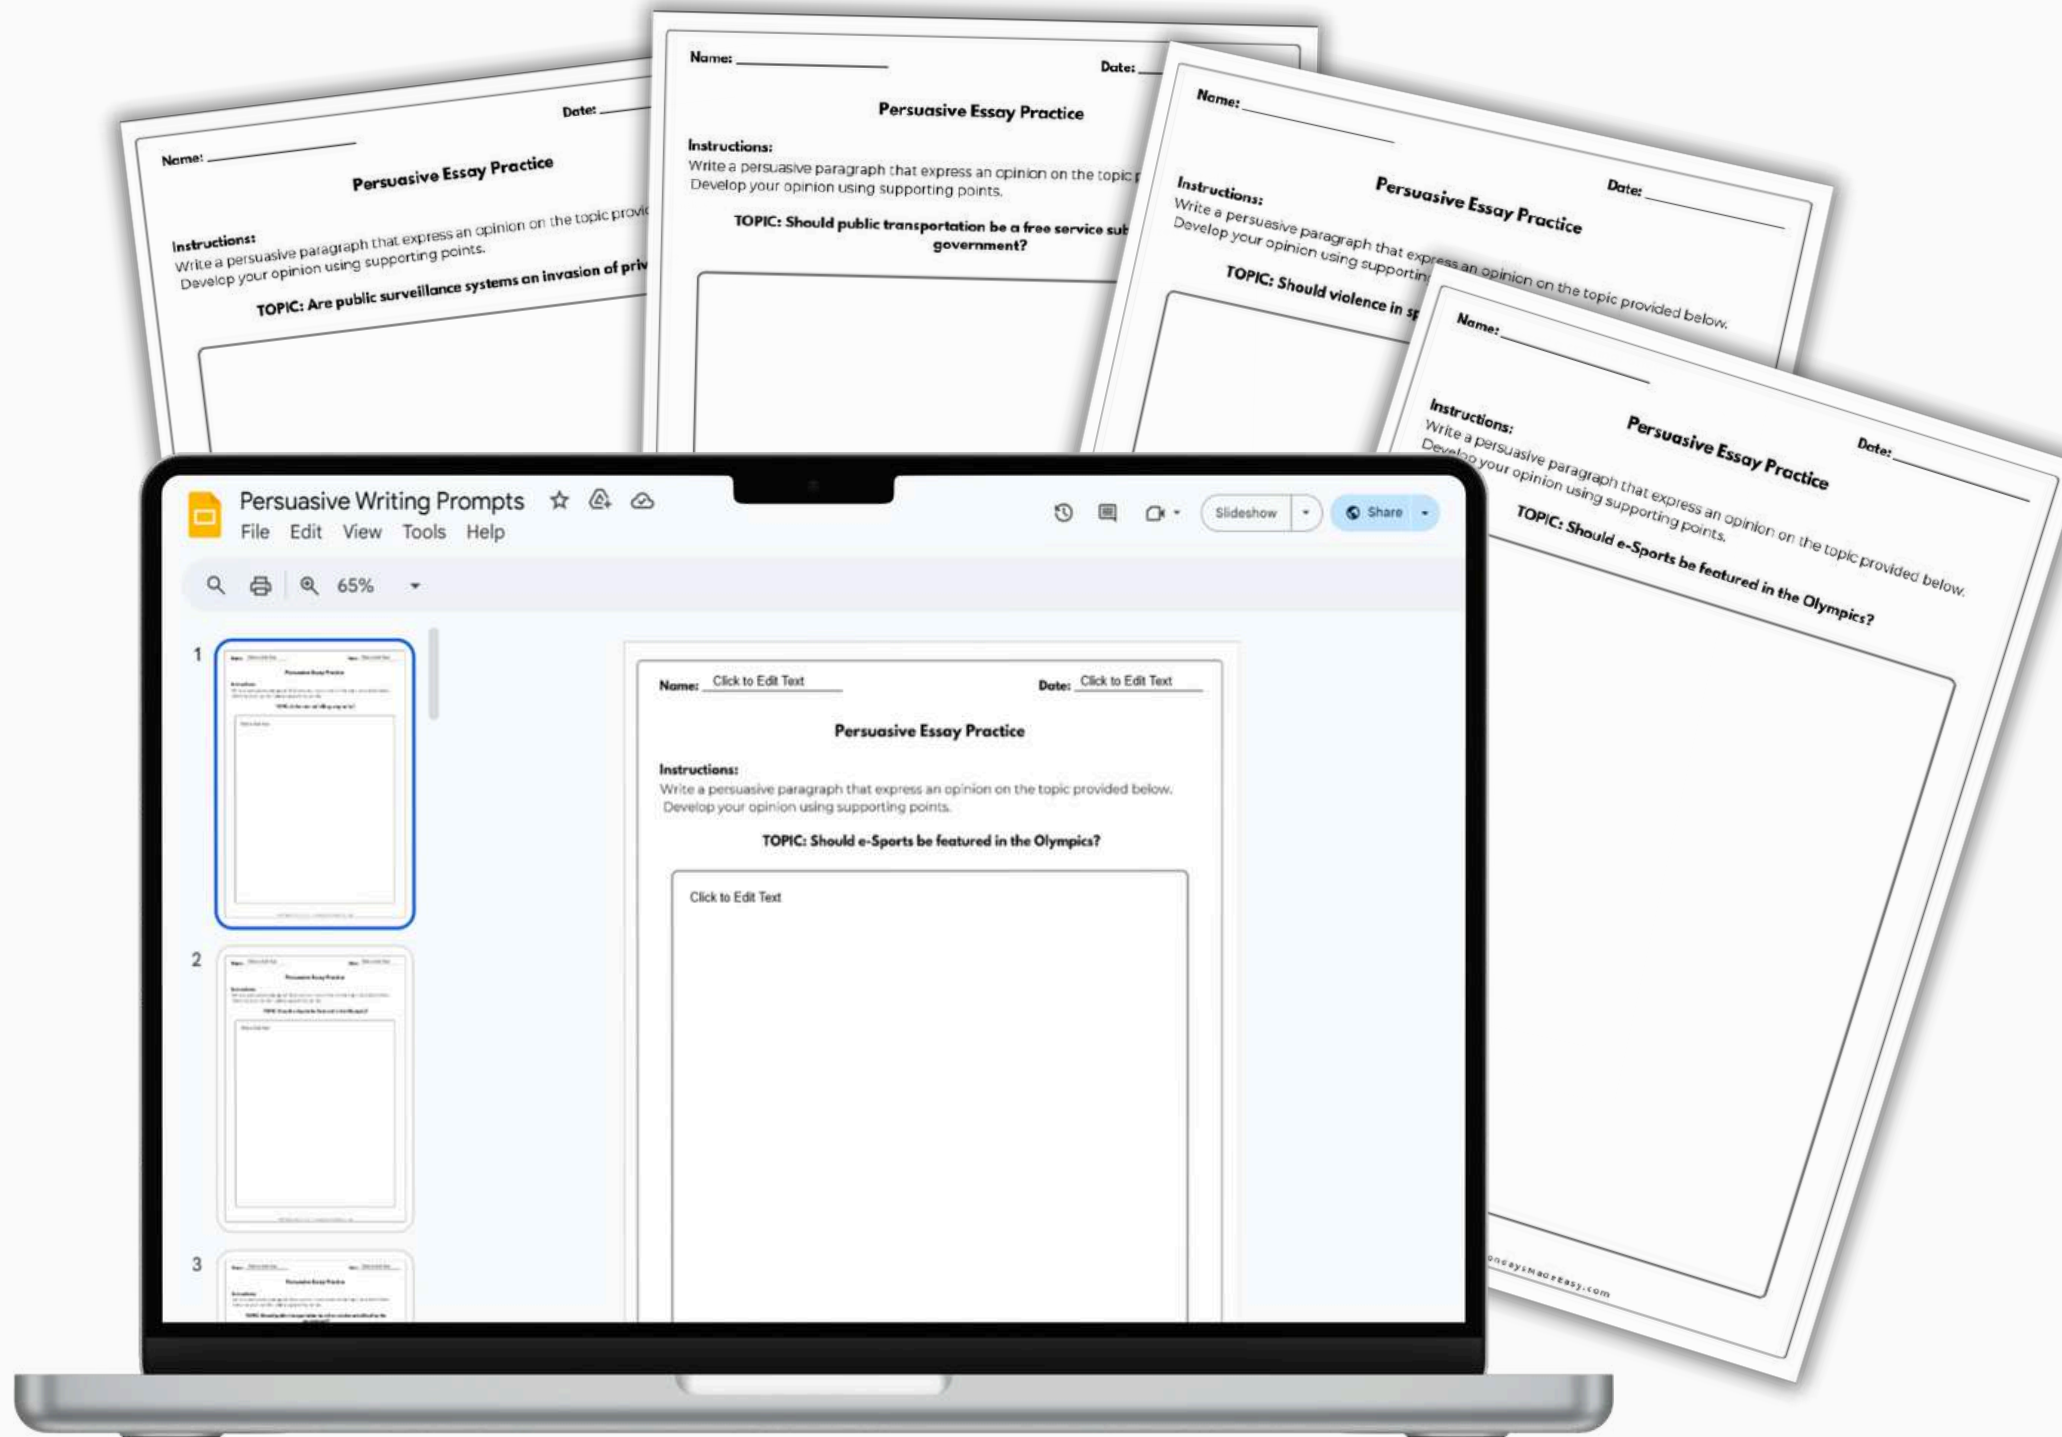 Name:
Date:
Persuasive Essay Practice
Instructions:
Write a persuasive paragraph that express an opinion on the topic
Develop your opinion using supporting points.
TOPIC: Are public surveillance systems an invasion of
Name:
Date:
Persuasive Essay Practice
Instructions:
Write a persuasive paragraph that express an opinion on the topic
Develop your opinion using supporting points.
TOPIC: Should public transportation be a free service
government?
Name:
Date:
Persuasive Essay Practice
Instructions:
Write a persuasive paragraph that express an opinion on the topic provided below.
Develop your opinion using
TOPIC: Should violence in
Name:
Date:
Persuasive Essay Practice
Instructions:
Write a persuasive paragraph that express an opinion on the topic provided below.
Develop your opinion using supporting points.
TOPIC: Should e-Sports be featured in the Olympics?
Persuasive Writing Prompts
File Edit View Tools Help
Slideshow
Share
65%
1
2
3
Name: Click to Edit Text
Date: Click to Edit Text
Persuasive Essay Practice
Instructions:
Write a persuasive paragraph that express an opinion on the topic provided below.
Develop your opinion using supporting points.
TOPIC: Should e-Sports be featured in the Olympics?
Click to Edit Text